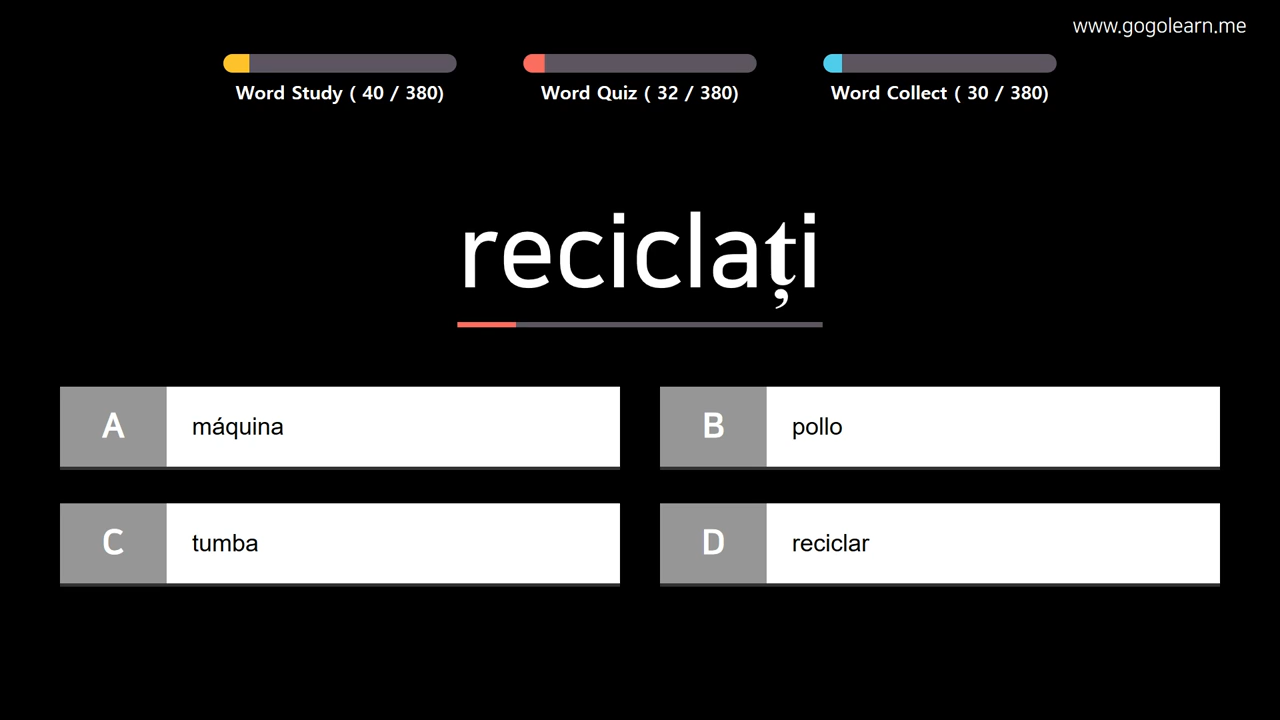 www.gogolearn.me
Word Study ( 40 / 380)
Word Quiz ( 32 / 380)
Word Collect ( 30 / 380)
reciclați
A máquina
B pollo
C tumba
D reciclar